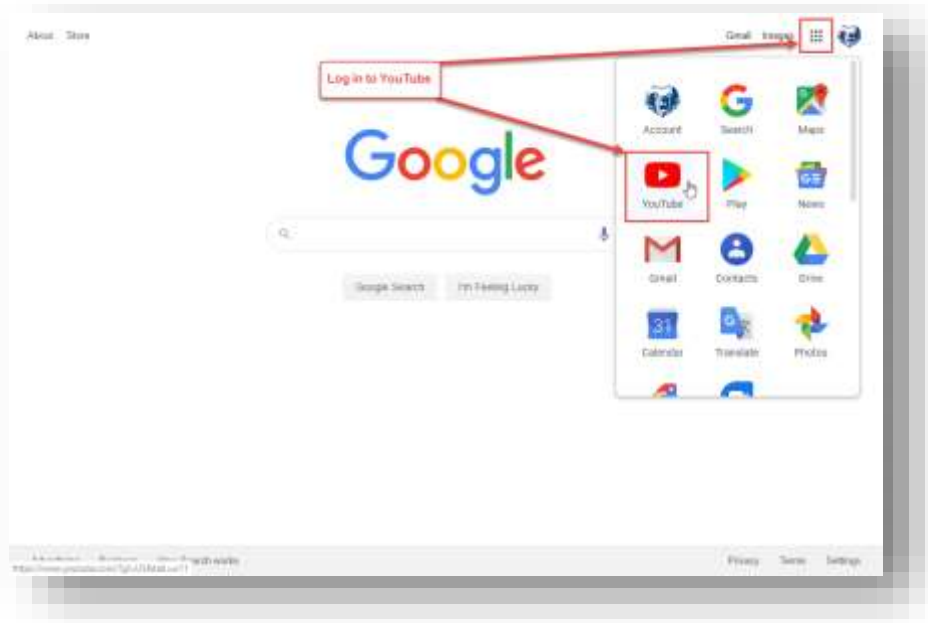 About Store
Gmail Images
Log in to YouTube
Google
Account Search Maps
YouTube Play News
Gmail Contacts Drive
31
Calendar Translate Photos
Google Search I'm Feeling Lucky
Privacy Terms Settings